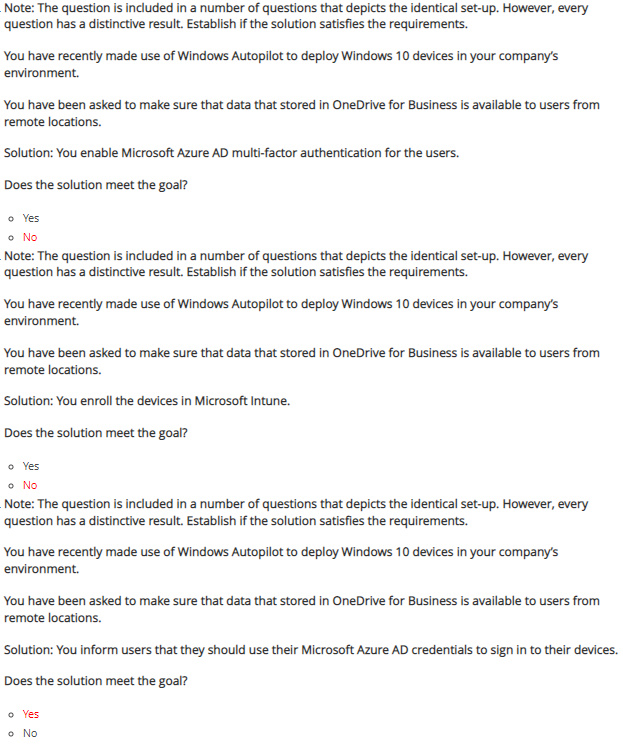 . Note: The question is included in a number of questions that depicts the identical set-up. However, every
question has a distinctive result. Establish if the solution satisfies the requirements.
You have recently made use of Windows Autopilot to deploy Windows 10 devices in your company's
environment.
You have been asked to make sure that data that stored in OneDrive for Business is available to users from
remote locations.
Solution: You enable Microsoft Azure AD multi-factor authentication for the users.
Does the solution meet the goal?
Yes
No
. Note: The question is included in a number of questions that depicts the identical set-up. However, every
question has a distinctive result. Establish if the solution satisfies the requirements.
You have recently made use of Windows Autopilot to deploy Windows 10 devices in your company's
environment.
You have been asked to make sure that data that stored in OneDrive for Business is available to users from
remote locations.
Solution: You enroll the devices in Microsoft Intune.
Does the solution meet the goal?
Yes
No
. Note: The question is included in a number of questions that depicts the identical set-up. However, every
question has a distinctive result. Establish if the solution satisfies the requirements.
You have recently made use of Windows Autopilot to deploy Windows 10 devices in your company's
environment.
You have been asked to make sure that data that stored in OneDrive for Business is available to users from
remote locations.
Solution: You inform users that they should use their Microsoft Azure AD credentials to sign in to their devices.
Does the solution meet the goal?
Yes
No